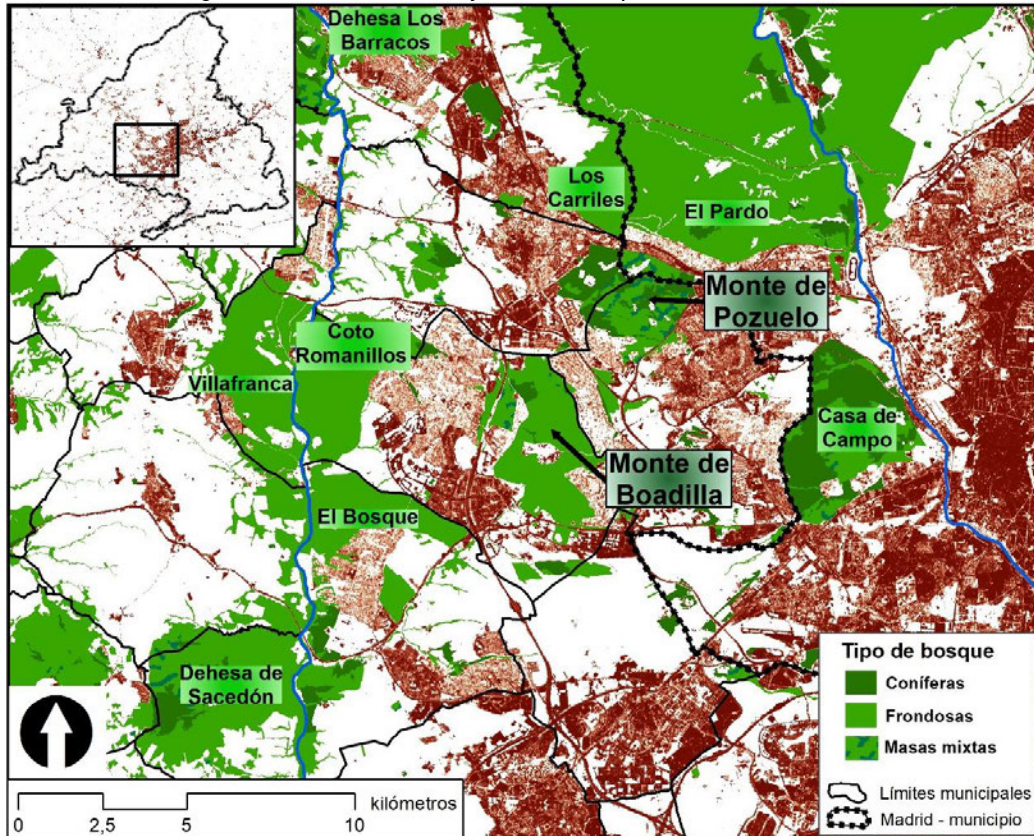 Dehesa Los
Barracos
Los
Carriles
El Pardo
Monte de
Pozuelo
Coto
Romanillos
Villafranca
Casa de
Campo
Monte de
Boadilla
El Bosque
Dehesa de
Sacedón
Tipo de bosque
Coníferas
Frondosas
Masas mixtas
Límites municipales
Madrid - municipio
kilómetros
0 2,5 5 10